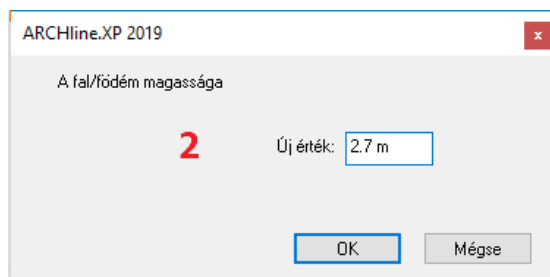 ARCHline.XP 2019
x
A fal/födém magassága
2
Új érték: 2.7 m
OK Mégse